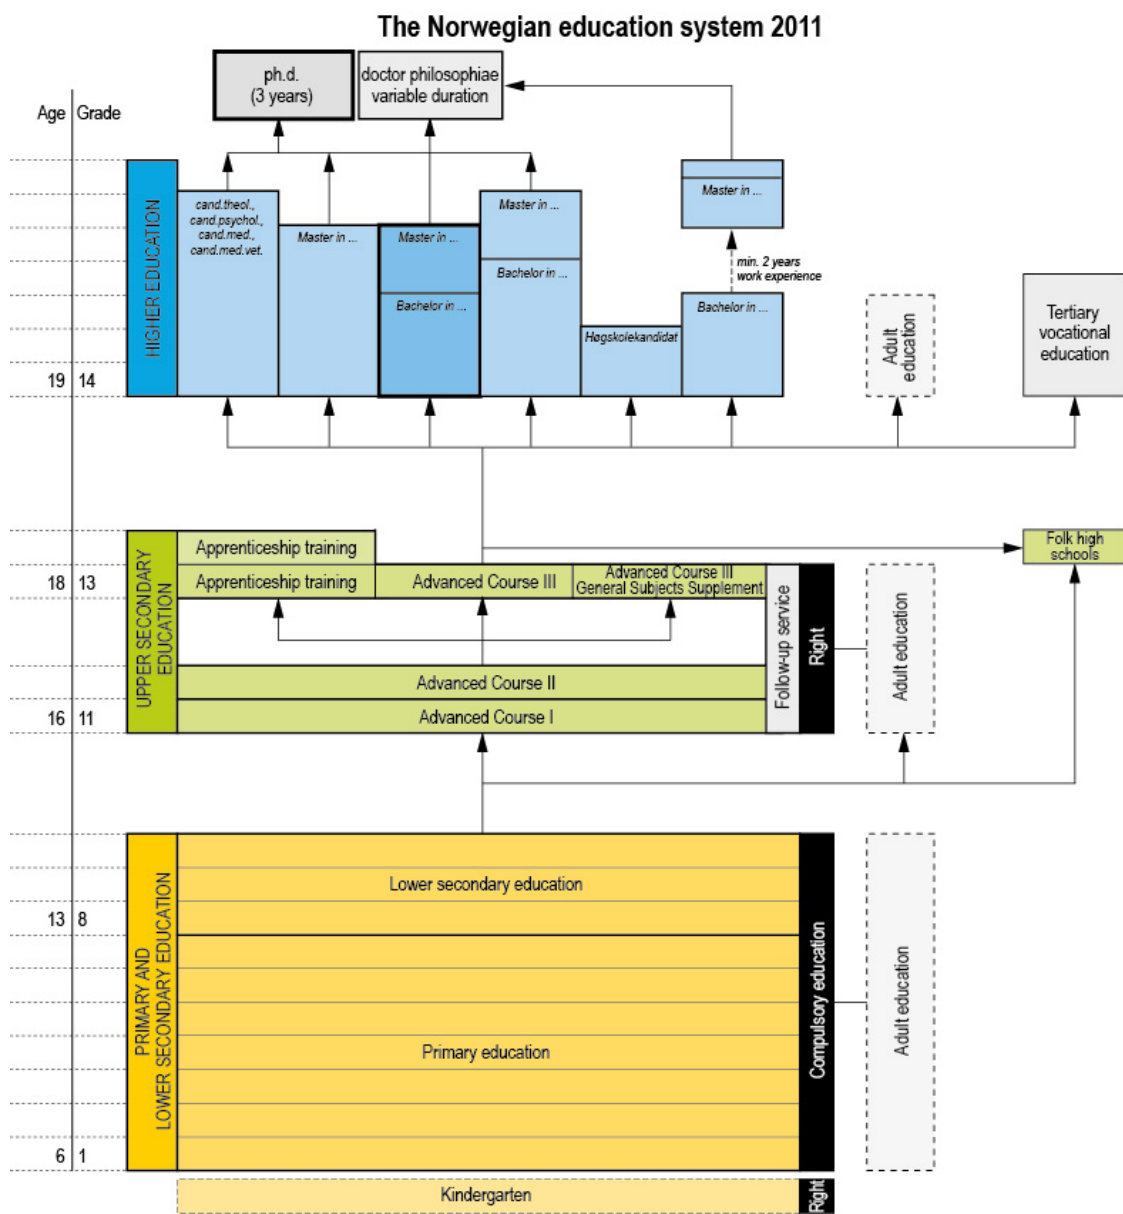 The Norwegian education system 2011
ph.d.
(3 years)
doctor philosophiae
variable duration
Age
Grade
HIGHER EDUCATION
cand.theol.,
cand.psychol.,
cand.med.,
cand.med.vet.
Master in ...
Master in ...
Bachelor in ...
Master in ...
Bachelor in ...
Høgskolekandidat
Master in ...
min. 2 years
work experience
Bachelor in ...
Adult
education
Tertiary
vocational
education
19 14
UPPER SECONDARY
EDUCATION
Apprenticeship training
Folk high
schools
18 13
Apprenticeship training
Advanced Course III
Advanced Course III
General Subjects Supplement
Follow-up service
Right
Adult education
Advanced Course II
16 11
Advanced Course I
PRIMARY AND
LOWER SECONDARY EDUCATION
Lower secondary education
13 8
Compulsory education
Adult education
Primary education
6 1
Kindergarten
Right